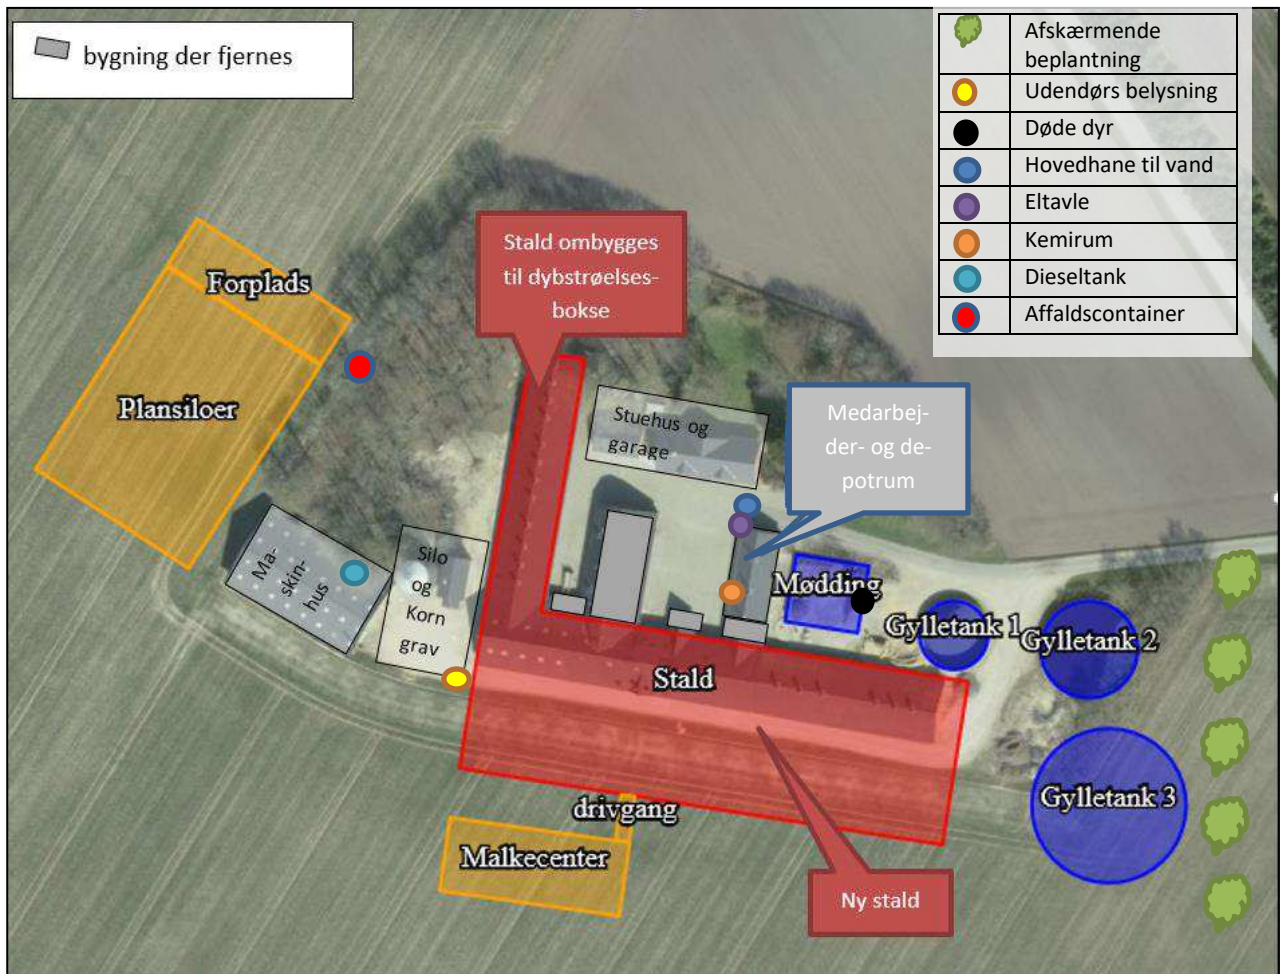 bygning der fjernes
Afskærmende
beplantning
Udendørs belysning
Døde dyr
Hovedhane til vand
Eltavle
Kemirum
Dieseltank
Affaldscontainer
Stald ombygges
til dybstrøelses-
bokse
Forplads
Plansiloer
Stuehus og
garage
Medarbej-
der- og de-
potrum
Ma-
skin-
hus
Silo
og
Korn
grav
Mødding
Gylletank 1
Gylletank 2
Stald
Gylletank 3
drivgang
Malkecenter
Ny stald